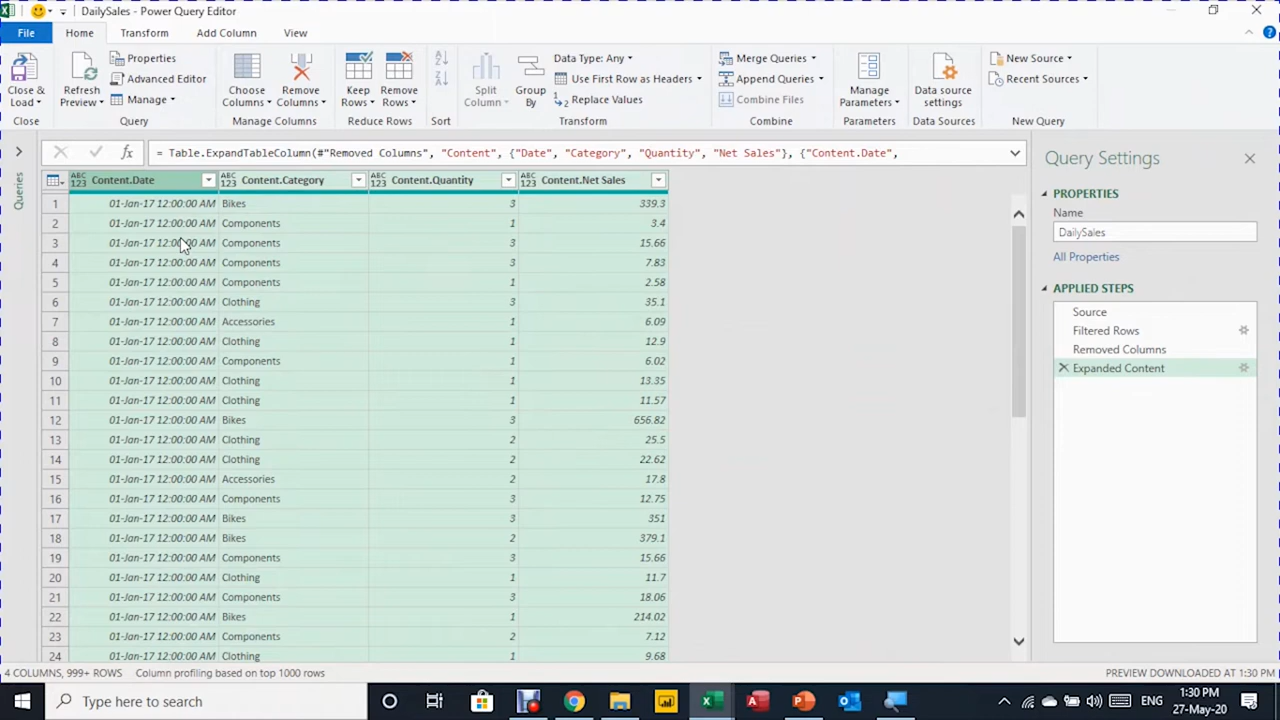 DailySales - Power Query Editor
File Home Transform Add Column View
Close & Load
Refresh Preview
Properties
Advanced Editor
Manage
Choose Columns
Remove Columns
Keep Rows
Remove Rows
Split Column
Group By
Data Type: Any
Use First Row as Headers
Replace Values
Merge Queries
Append Queries
Combine Files
Manage Parameters
Data source settings
New Source
Recent Sources
Close Query Manage Columns Reduce Rows Sort Transform Combine Parameters Data Sources New Query
Queries
fx = Table.ExpandTableColumn(#"Removed Columns", "Content", {"Date", "Category", "Quantity", "Net Sales"}, {"Content.Date",
ABC 123 Content.Date ABC 123 Content.Category ABC 123 Content.Quantity ABC 123 Content.Net Sales
1 01-Jan-17 12:00:00 AM Bikes 3 339.3
2 01-Jan-17 12:00:00 AM Components 1 3.4
3 01-Jan-17 12:00:00 AM Components 3 15.66
4 01-Jan-17 12:00:00 AM Components 3 7.83
5 01-Jan-17 12:00:00 AM Components 1 2.58
6 01-Jan-17 12:00:00 AM Clothing 3 35.1
7 01-Jan-17 12:00:00 AM Accessories 1 6.09
8 01-Jan-17 12:00:00 AM Clothing 1 12.9
9 01-Jan-17 12:00:00 AM Components 1 6.02
10 01-Jan-17 12:00:00 AM Clothing 1 13.35
11 01-Jan-17 12:00:00 AM Clothing 1 11.57
12 01-Jan-17 12:00:00 AM Bikes 3 656.82
13 01-Jan-17 12:00:00 AM Clothing 2 25.5
14 01-Jan-17 12:00:00 AM Clothing 2 22.62
15 01-Jan-17 12:00:00 AM Accessories 2 17.8
16 01-Jan-17 12:00:00 AM Components 3 12.75
17 01-Jan-17 12:00:00 AM Bikes 3 351
18 01-Jan-17 12:00:00 AM Bikes 2 379.1
19 01-Jan-17 12:00:00 AM Components 3 15.66
20 01-Jan-17 12:00:00 AM Clothing 1 11.7
21 01-Jan-17 12:00:00 AM Components 3 18.06
22 01-Jan-17 12:00:00 AM Bikes 1 214.02
23 01-Jan-17 12:00:00 AM Components 2 7.12
24 01-Jan-17 12:00:00 AM Clothing 1 9.68
Query Settings
PROPERTIES
Name
DailySales
All Properties
APPLIED STEPS
Source
Filtered Rows
Removed Columns
Expanded Content
4 COLUMNS, 999+ ROWS Column profiling based on top 1000 rows PREVIEW DOWNLOADED AT 1:30 PM
Type here to search
ENG
1:30 PM
27-May-20